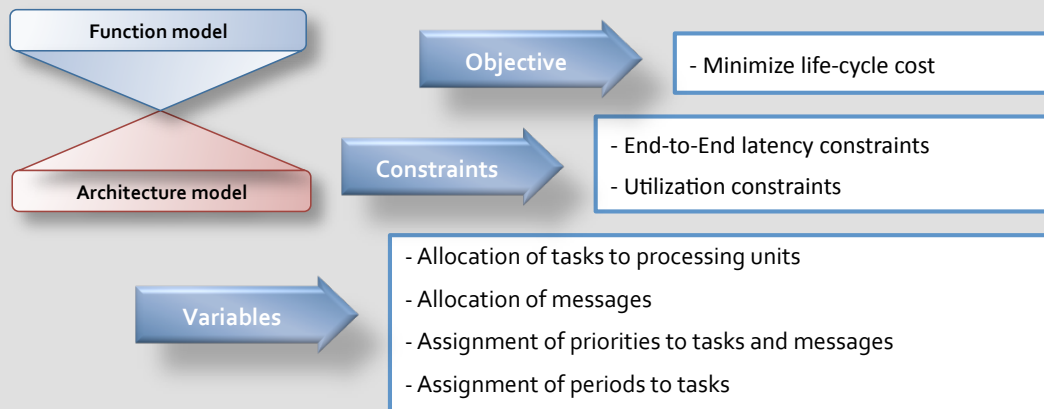 Function model
Architecture model
Objective
- Minimize life-cycle cost
Constraints
- End-to-End latency constraints
- Utilization constraints
Variables
- Allocation of tasks to processing units
- Allocation of messages
- Assignment of priorities to tasks and messages
- Assignment of periods to tasks